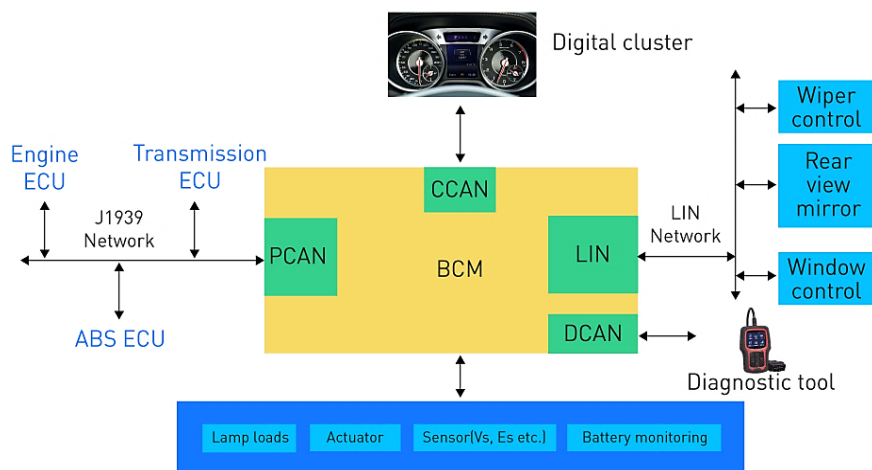 Digital cluster
Engine
ECU
Transmission
ECU
J1939
Network
ABS ECU
CCAN
PCAN
BCM
LIN
DCAN
LIN
Network
Wiper
control
Rear
view
mirror
Window
control
Diagnostic tool
Lamp loads
Actuator
Sensor(Vs, Es etc.)
Battery monitoring